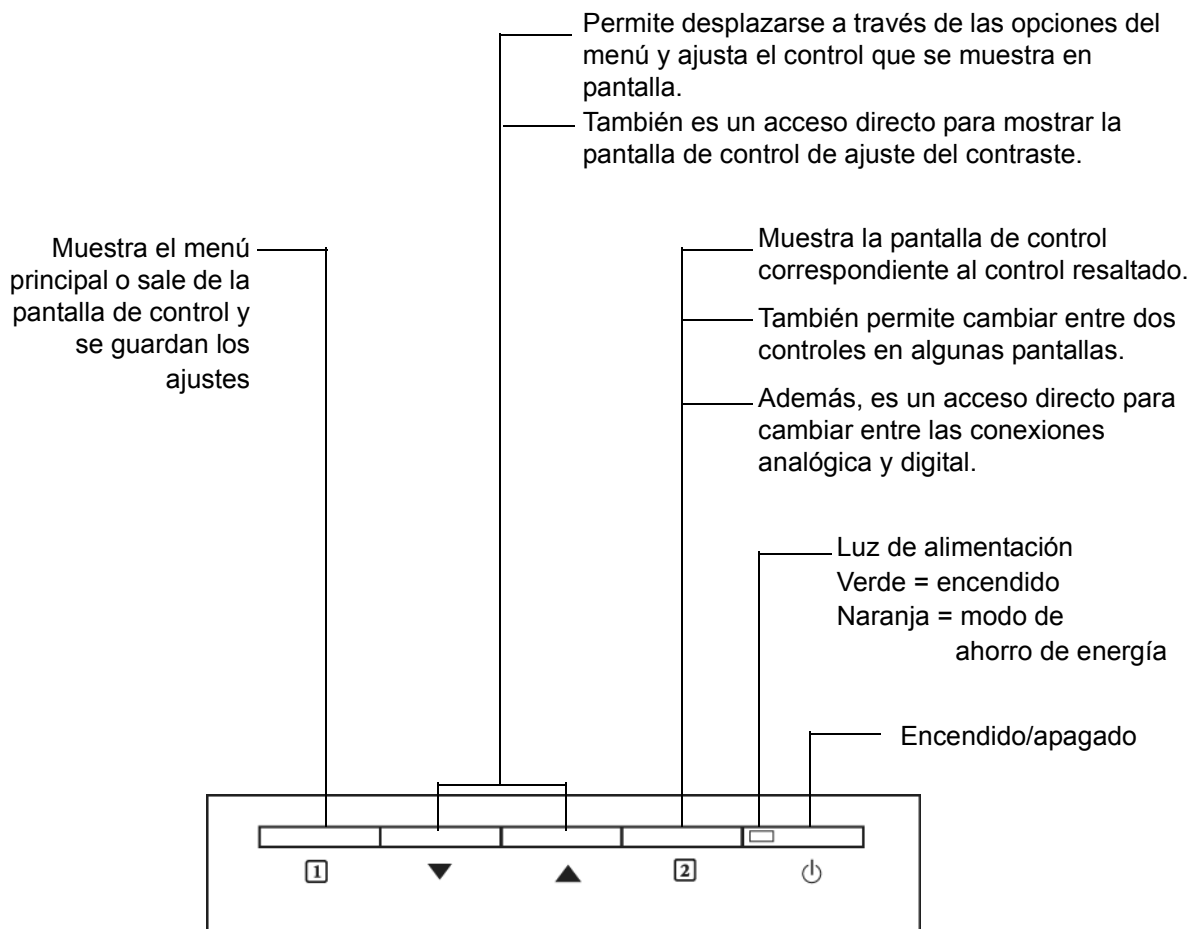 Permite desplazarse a través de las opciones del
menú y ajusta el control que se muestra en
pantalla.
También es un acceso directo para mostrar la
pantalla de control de ajuste del contraste.
Muestra el menú
principal o sale de la
pantalla de control y
se guardan los
ajustes
Muestra la pantalla de control
correspondiente al control resaltado.
También permite cambiar entre dos
controles en algunas pantallas.
Además, es un acceso directo para
cambiar entre las conexiones
analógica y digital.
Luz de alimentación
Verde = encendido
Naranja = modo de
ahorro de energía
Encendido/apagado
1
2